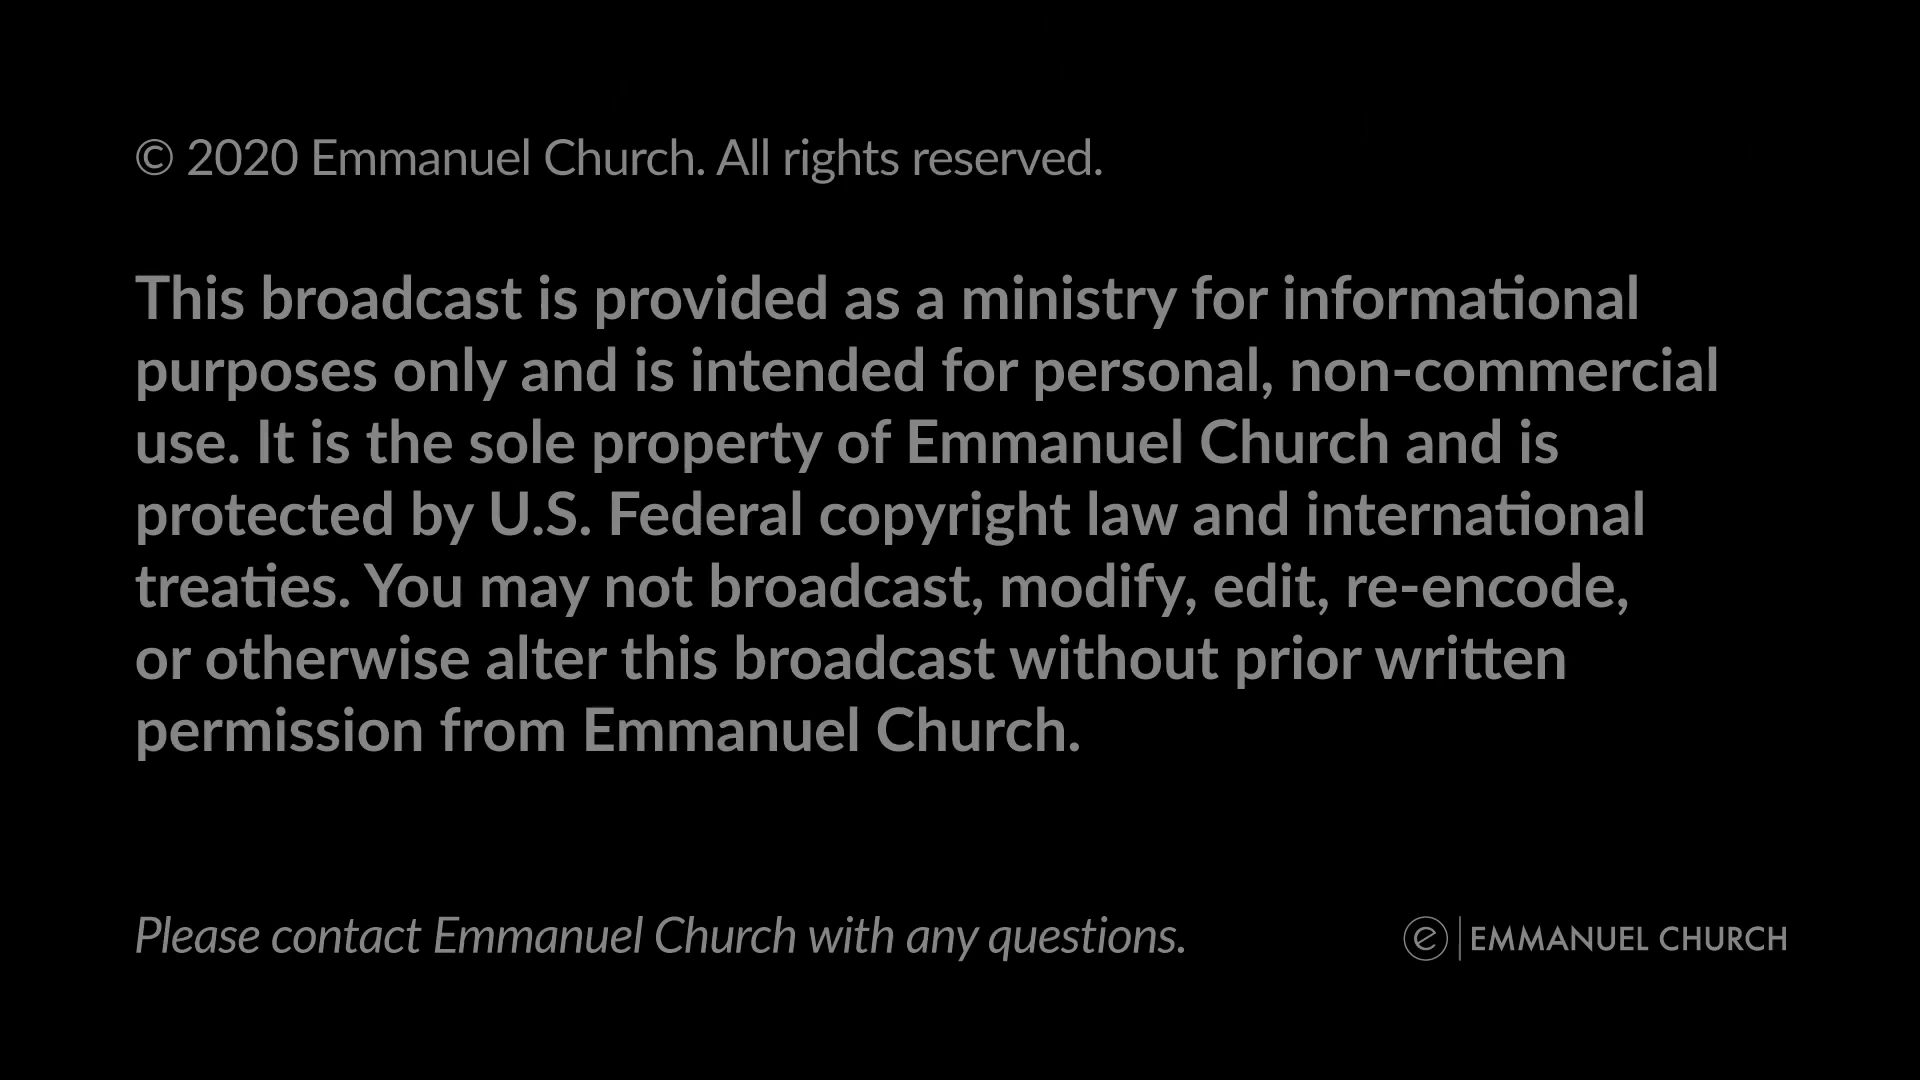 © 2020 Emmanuel Church. All rights reserved.
This broadcast is provided as a ministry for informational
purposes only and is intended for personal, non-commercial
use. It is the sole property of Emmanuel Church and is
protected by U.S. Federal copyright law and international
treaties. You may not broadcast, modify, edit, re-encode,
or otherwise alter this broadcast without prior written
permission from Emmanuel Church.
Please contact Emmanuel Church with any questions.
e EMMANUEL CHURCH